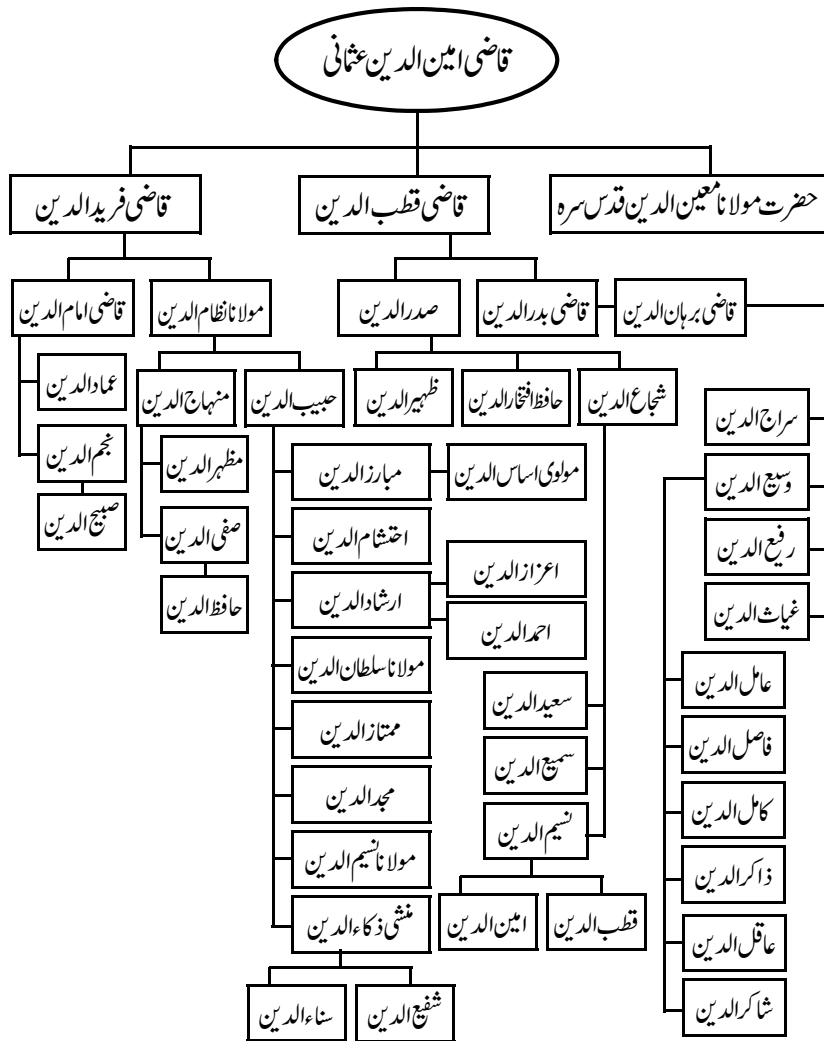 قاضی امین الدین عثمانی
حضرت مولانا معین الدین قدس سرہ
قاضی قطب الدین
قاضی فرید الدین
قاضی برہان الدین
قاضی بدر الدین
صدر الدین
مولانا نظام الدین
قاضی امام الدین
شجاع الدین
حافظ افتخار الدین
ظہیر الدین
حبیب الدین
منہاج الدین
عماد الدین
نجم الدین
صبیح الدین
مظہر الدین
صفی الدین
حافظ الدین
مبارز الدین
مولوی اساس الدین
احتشام الدین
ارشاد الدین
اعزاز الدین
احمد الدین
مولانا سلطان الدین
ممتاز الدین
مجد الدین
مولانا نسیم الدین
منشی ذکاء الدین
شفیع الدین
سناء الدین
سعید الدین
سمیع الدین
نسیم الدین
قطب الدین
امین الدین
سراج الدین
وسیع الدین
رفیع الدین
غیاث الدین
عامل الدین
فاصل الدین
کامل الدین
ذاکر الدین
عاقل الدین
شاکر الدین